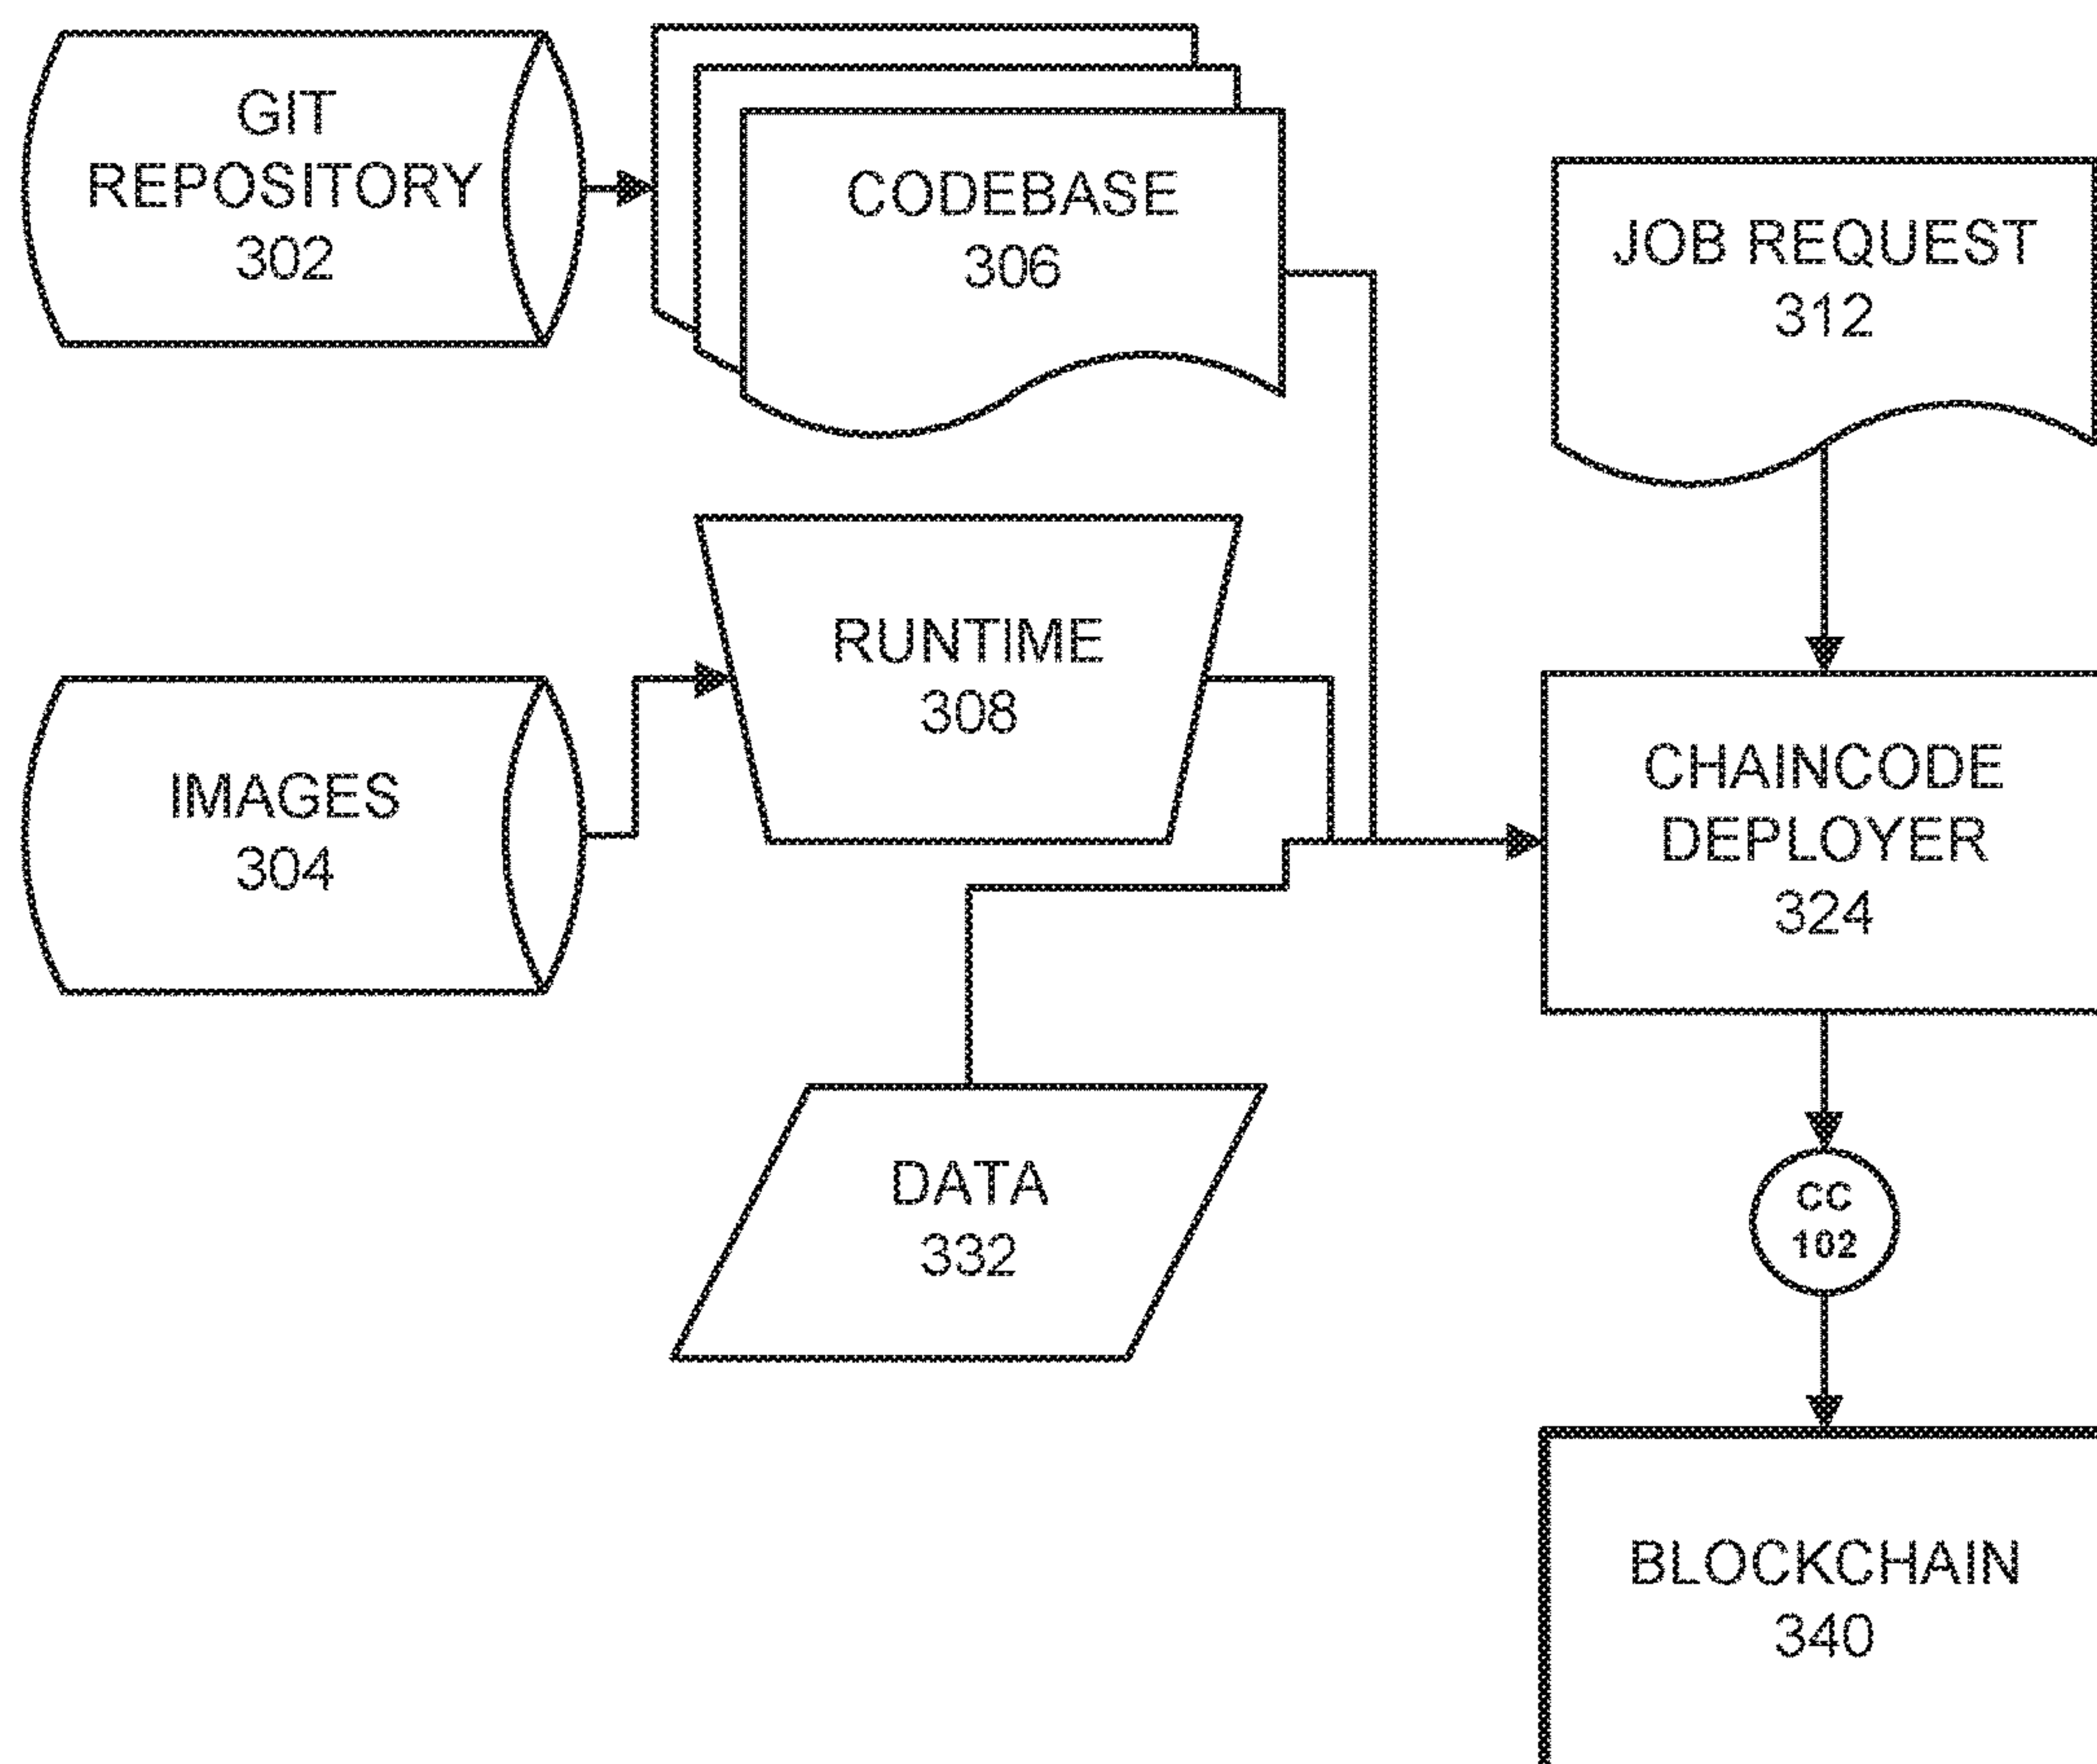 GIT
REPOSITORY
302
CODEBASE
306
JOB REQUEST
312
RUNTIME
308
IMAGES
304
CHAINCODE
DEPLOYER
324
DATA
332
CC
102
BLOCKCHAIN
340